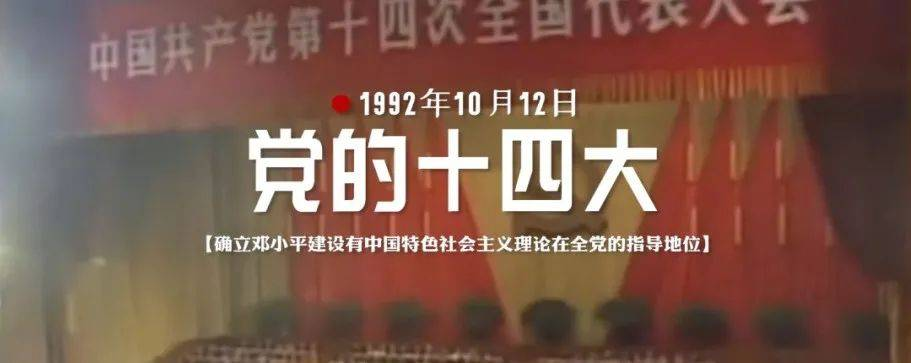 中国共产党第十四次全国代表大会
1992年10月12日
党的十四大
【确立邓小平建设有中国特色社会主义理论在全党的指导地位】